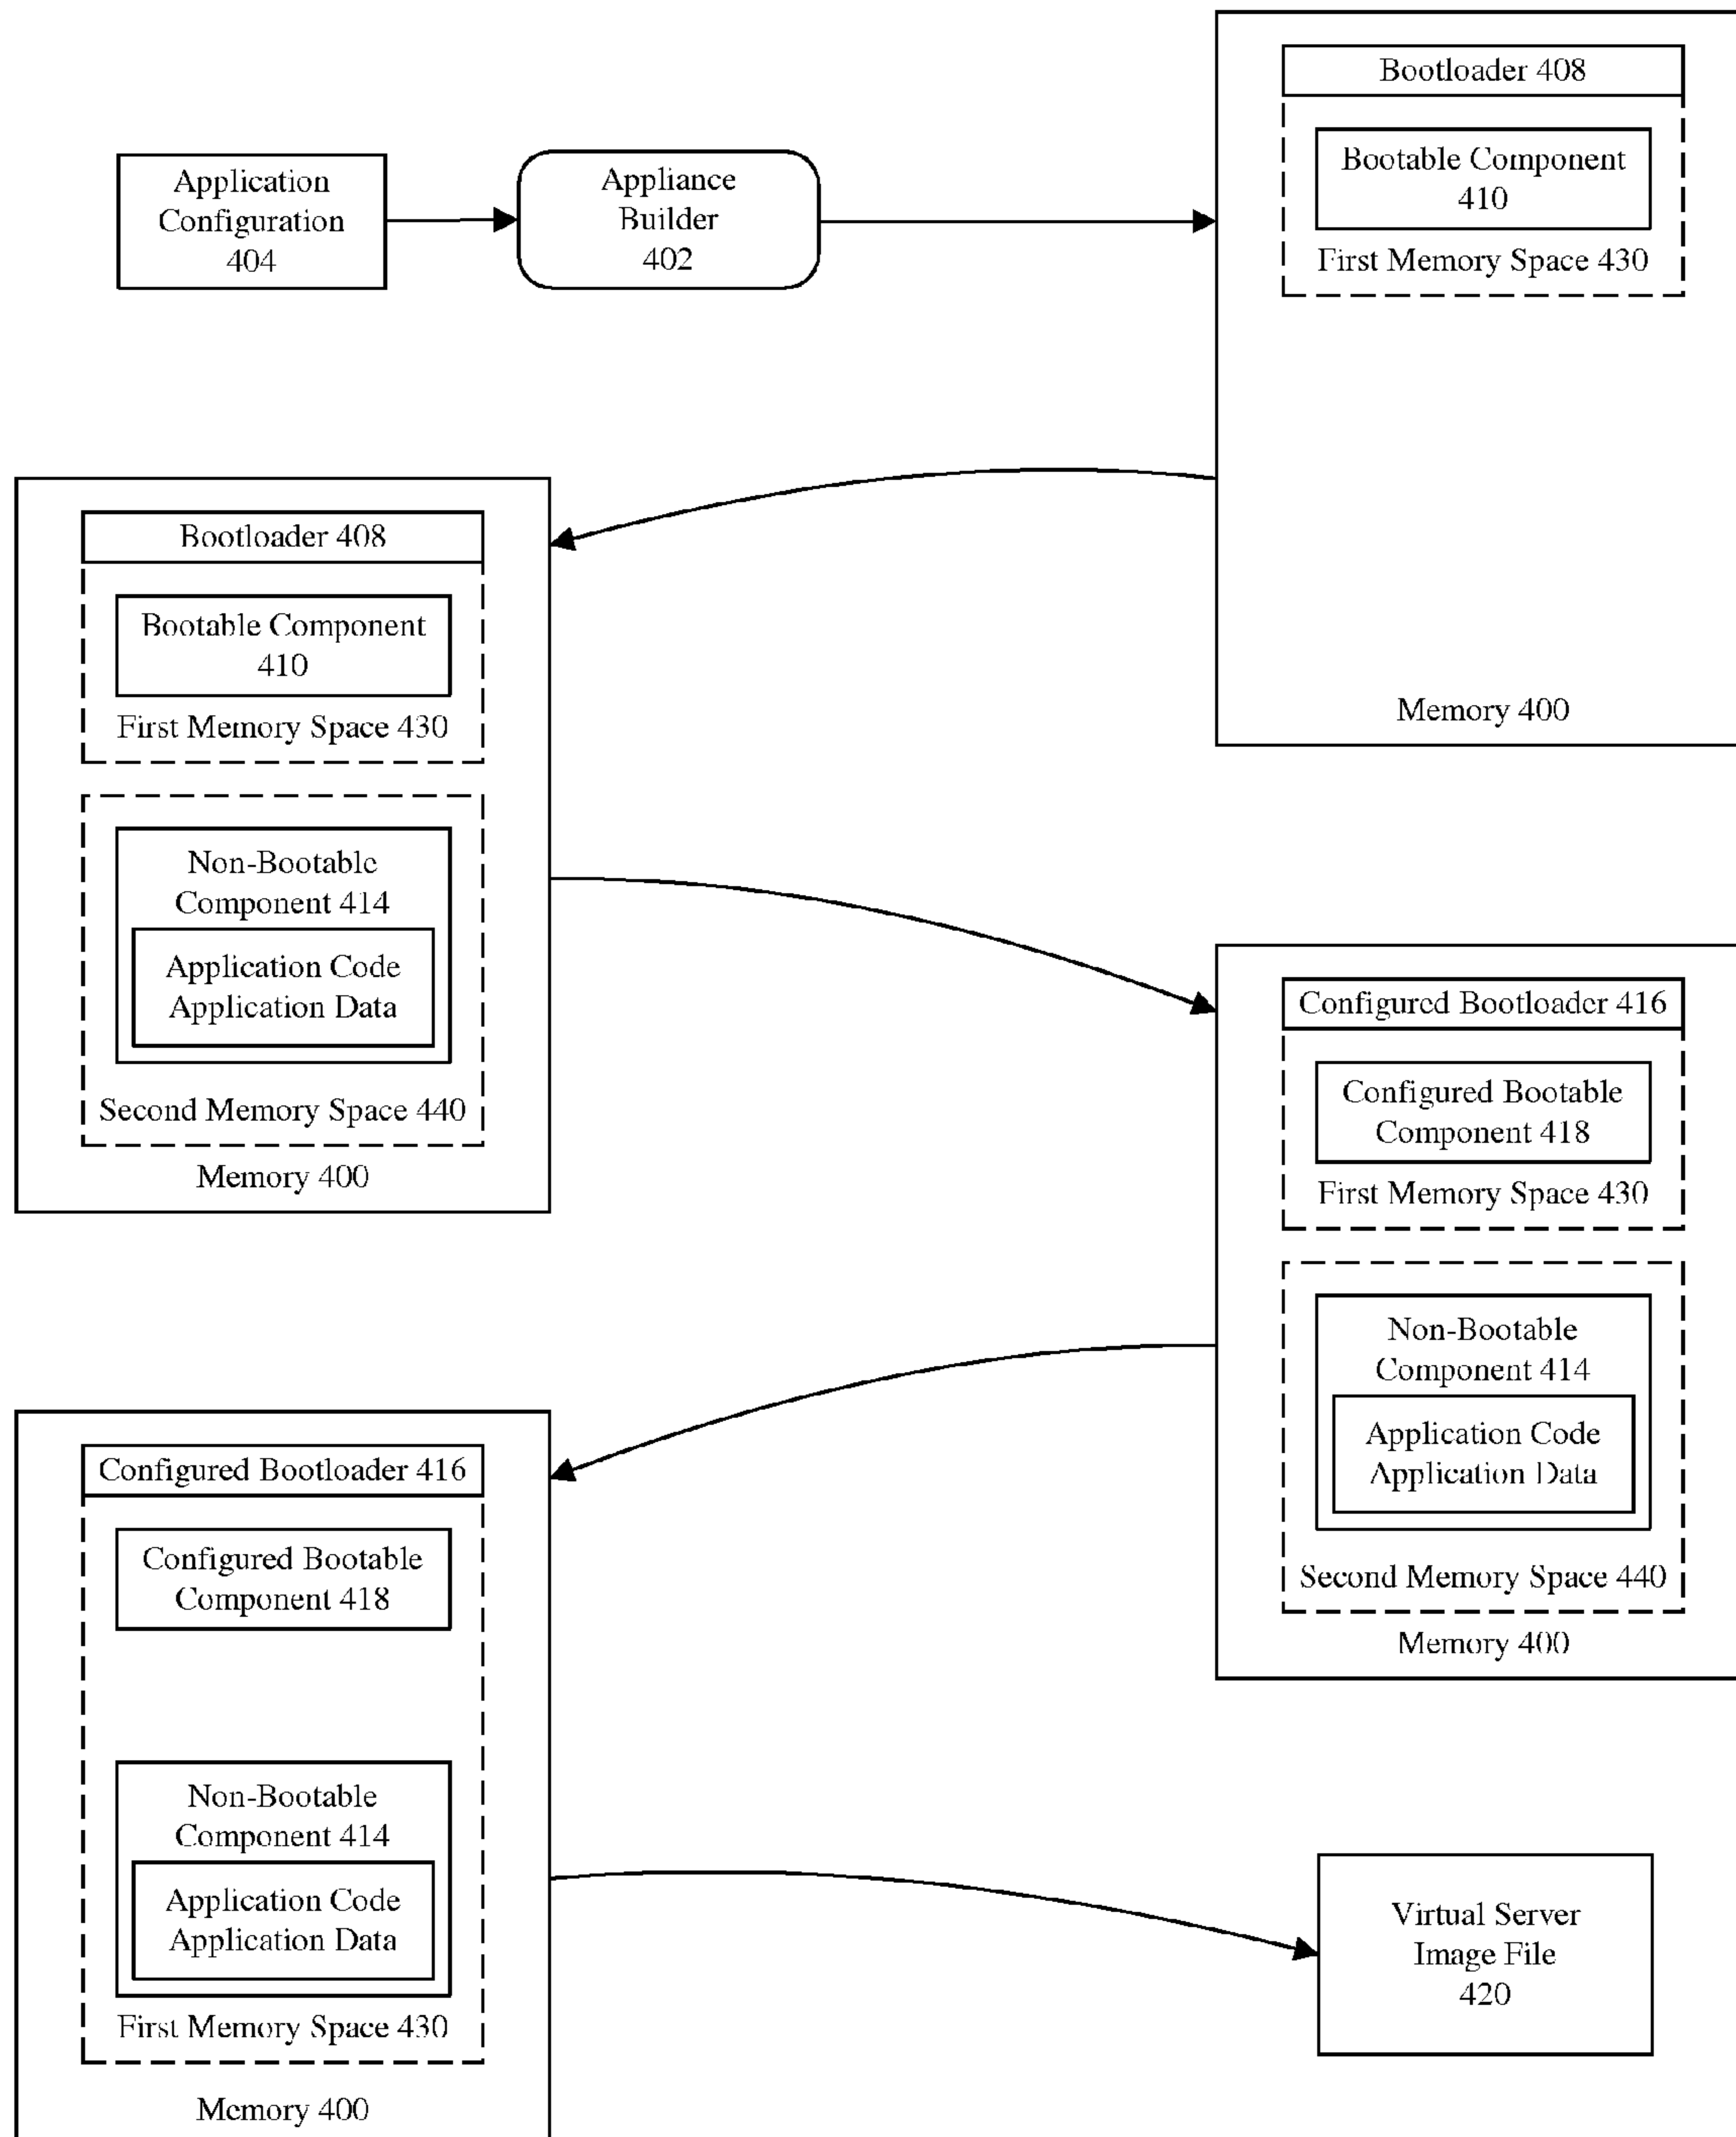 Application
Configuration
404
Appliance
Builder
402
Bootloader 408
Bootable Component
410
First Memory Space 430
Memory 400
Bootloader 408
Bootable Component
410
First Memory Space 430
Non-Bootable
Component 414
Application Code
Application Data
Second Memory Space 440
Memory 400
Configured Bootloader 416
Configured Bootable
Component 418
First Memory Space 430
Non-Bootable
Component 414
Application Code
Application Data
Second Memory Space 440
Memory 400
Configured Bootloader 416
Configured Bootable
Component 418
Non-Bootable
Component 414
Application Code
Application Data
First Memory Space 430
Memory 400
Virtual Server
Image File
420